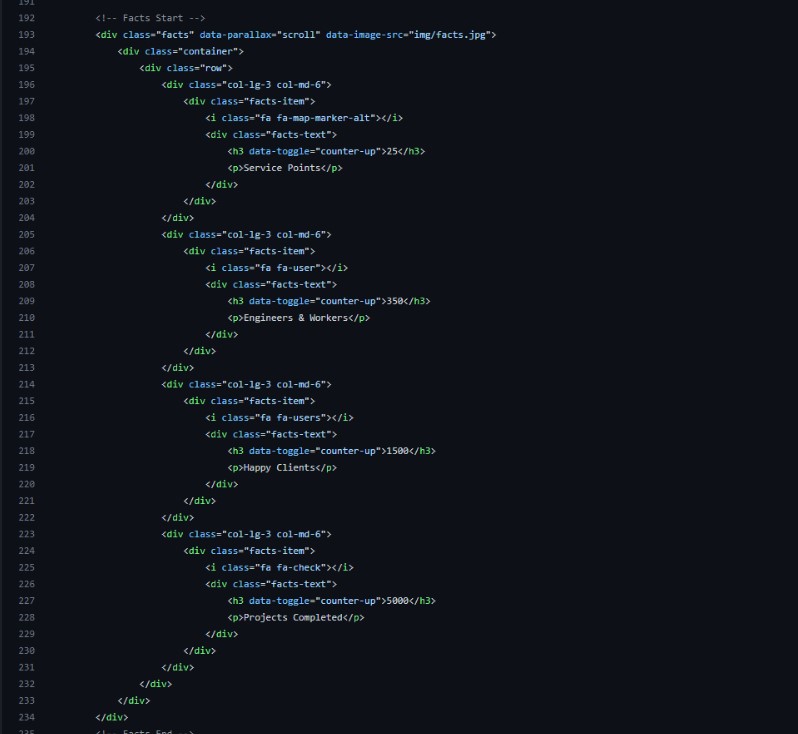 191
192 <!-- Facts Start -->
193 <div class="facts" data-parallax="scroll" data-image-src="img/facts.jpg">
194 <div class="container">
195 <div class="row">
196 <div class="col-lg-3 col-md-6">
197 <div class="facts-item">
198 <i class="fa fa-map-marker-alt"></i>
199 <div class="facts-text">
200 <h3 data-toggle="counter-up">25</h3>
201 <p>Service Points</p>
202 </div>
203 </div>
204 </div>
205 <div class="col-lg-3 col-md-6">
206 <div class="facts-item">
207 <i class="fa fa-user"></i>
208 <div class="facts-text">
209 <h3 data-toggle="counter-up">350</h3>
210 <p>Engineers & Workers</p>
211 </div>
212 </div>
213 </div>
214 <div class="col-lg-3 col-md-6">
215 <div class="facts-item">
216 <i class="fa fa-users"></i>
217 <div class="facts-text">
218 <h3 data-toggle="counter-up">1500</h3>
219 <p>Happy Clients</p>
220 </div>
221 </div>
222 </div>
223 <div class="col-lg-3 col-md-6">
224 <div class="facts-item">
225 <i class="fa fa-check"></i>
226 <div class="facts-text">
227 <h3 data-toggle="counter-up">5000</h3>
228 <p>Projects Completed</p>
229 </div>
230 </div>
231 </div>
232 </div>
233 </div>
234 </div>
235 <!-- Facts End -->